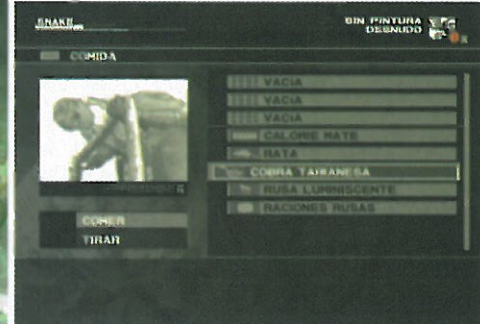 SNAKE
SIN PINTURA
DESNUDO
COMIDA
VACIA
VACIA
VACIA
CALORIE MATE
RATA
COBRA TAIWANESA
RUSA LUMINISCENTE
RACIONES RUSAS
COMER
TIRAR